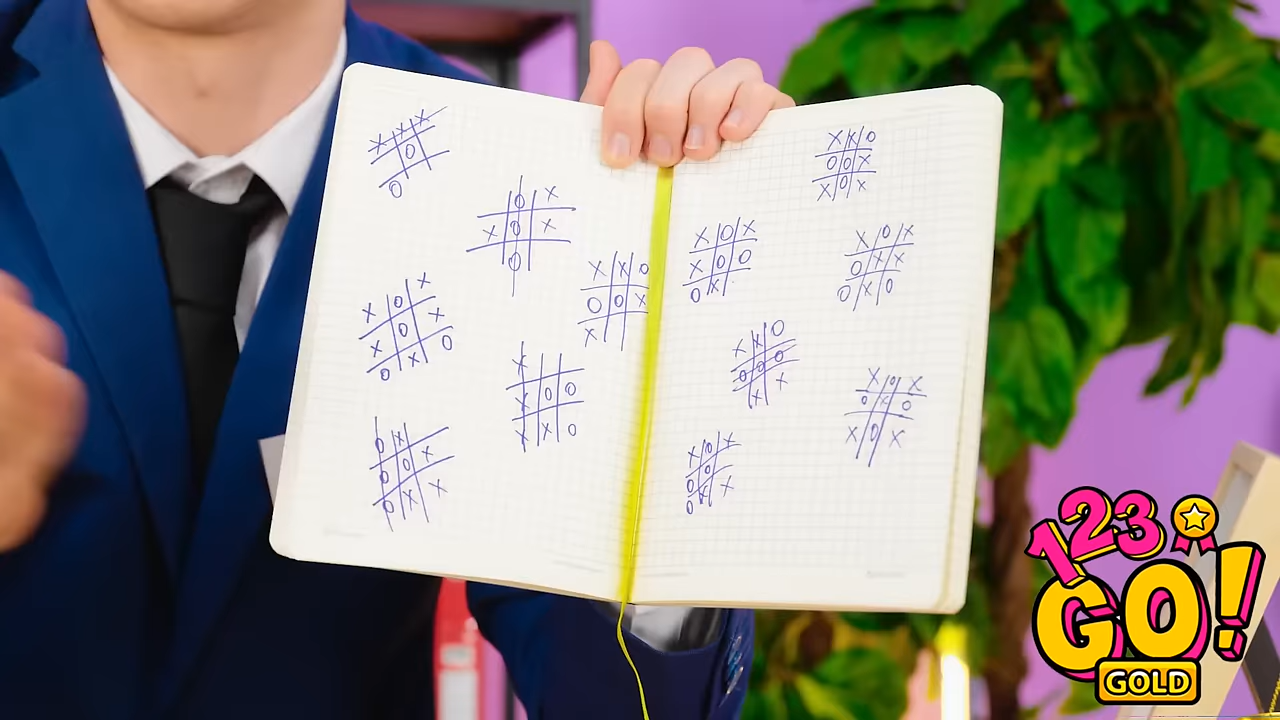 X X X
O
O
O X
X O X
O
X X O
O O X
X
X O X
O X
X X O
O
X
X O O
X X O
O X
O O X
O X X
X X O
O O X
X O X
X O X
X O O
O X
X O X
O X X
O X O
X X O
O O O
X X
X O X
O X O
X O X
X O X
O O
O X X
123
GO!
GOLD